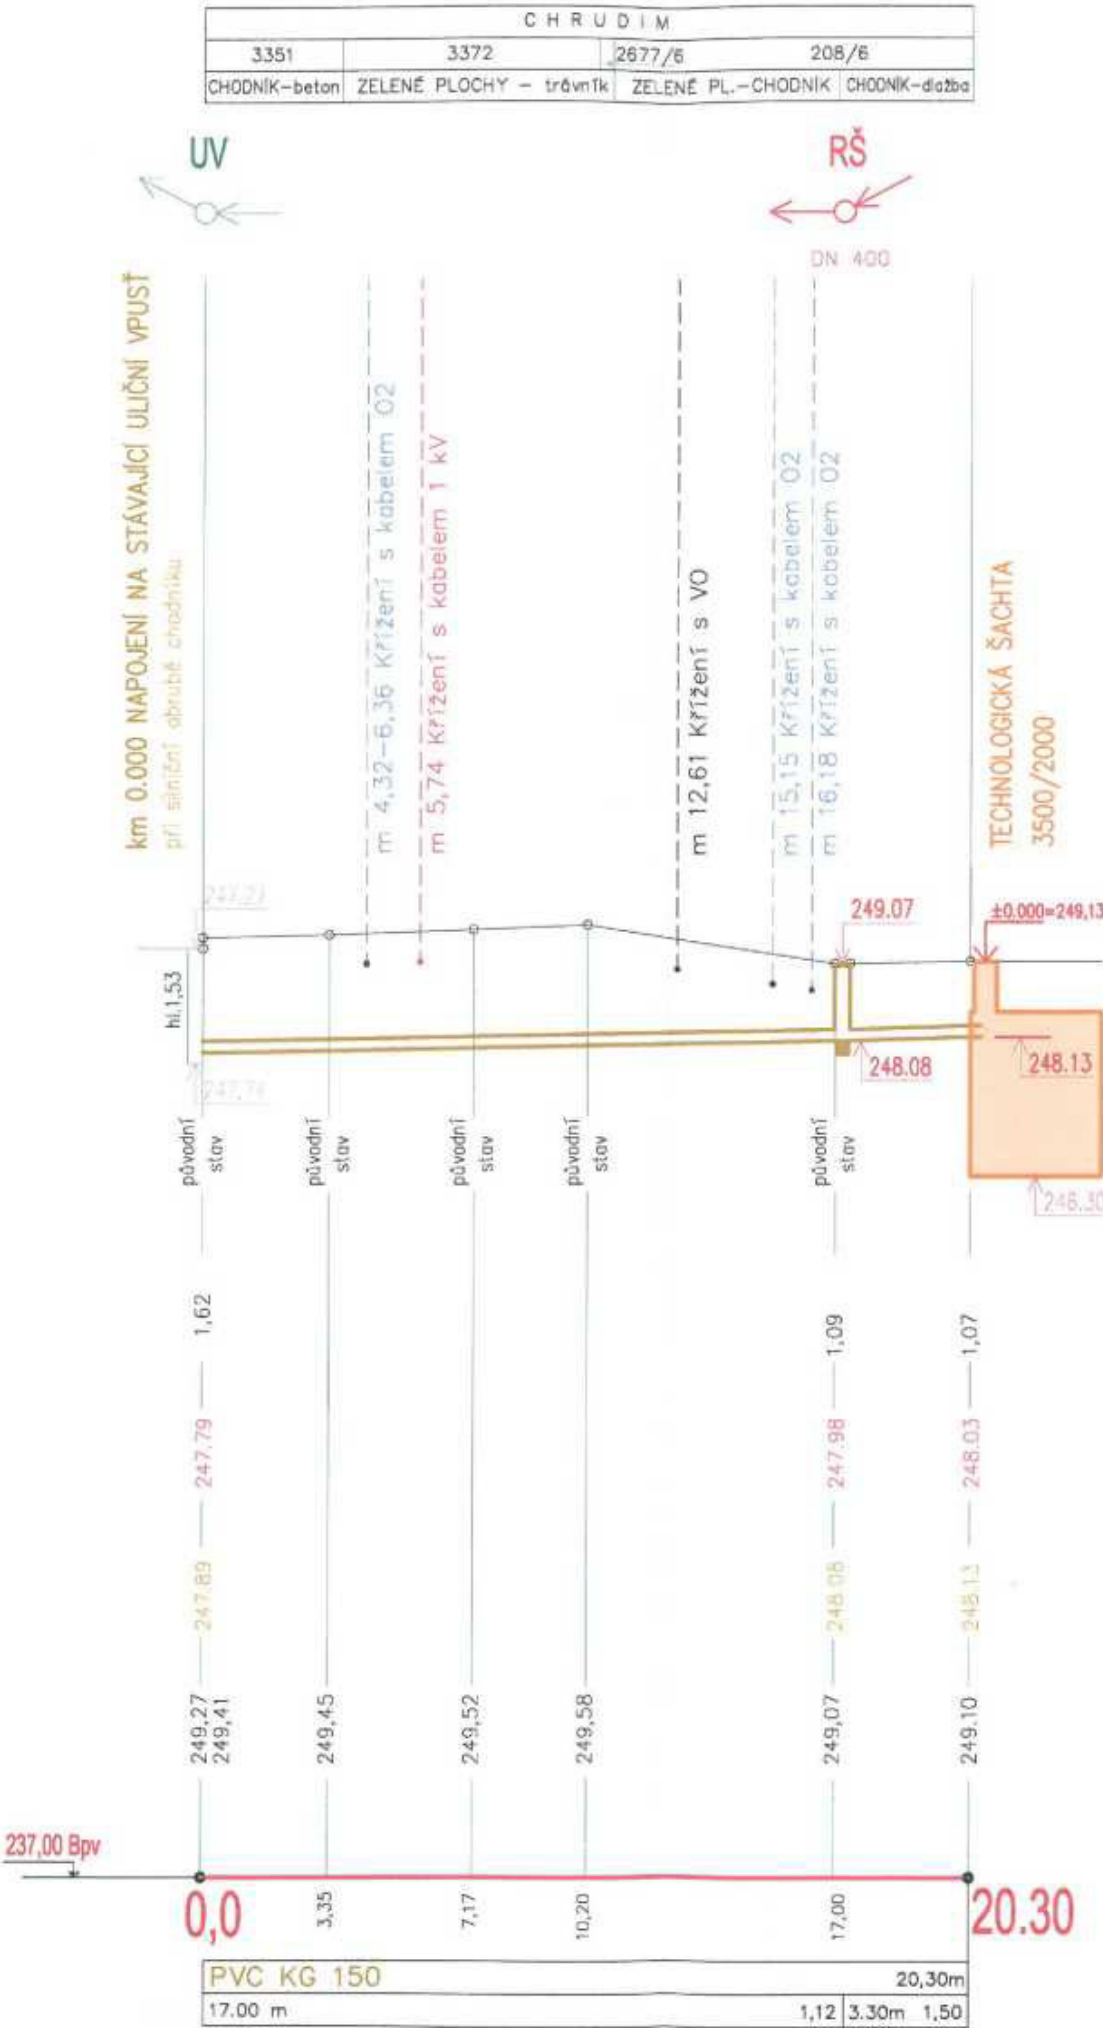 CHRUDIM
3351 3372 2677/6 208/6
CHODNÍK-beton ZELENÉ PLOCHY - trávník ZELENÉ PL.-CHODNÍK CHODNÍK-dlažba
UV
RŠ
DN 400
km 0.000 NAPOJENÍ NA STÁVAJÍCÍ ULIČNÍ VPUSŤ
při silniční obrubě chodníku
m 4,32-6,36 Křížení s kabelem O2
m 5,74 Křížení s kabelem 1 kV
m 12,61 Křížení s VO
m 15,15 Křížení s kabelem O2
m 16,18 Křížení s kabelem O2
TECHNOLOGICKÁ ŠACHTA
3500/2000
249.07
±0.000=249,13
hl.1,53
247,74
248.08
248.13
246.30
původní
stav
původní
stav
původní
stav
původní
stav
původní
stav
1,62
1,09
1,07
247.79
247.98
248.03
247.89
248.08
248.13
249,27
249,41
249,45
249,52
249,58
249,07
249.10
237,00 Bpv
0,0
3,35
7,17
10,20
17,00
20.30
PVC KG 150 20,30m
17.00 m 1,12 3.30m 1,50